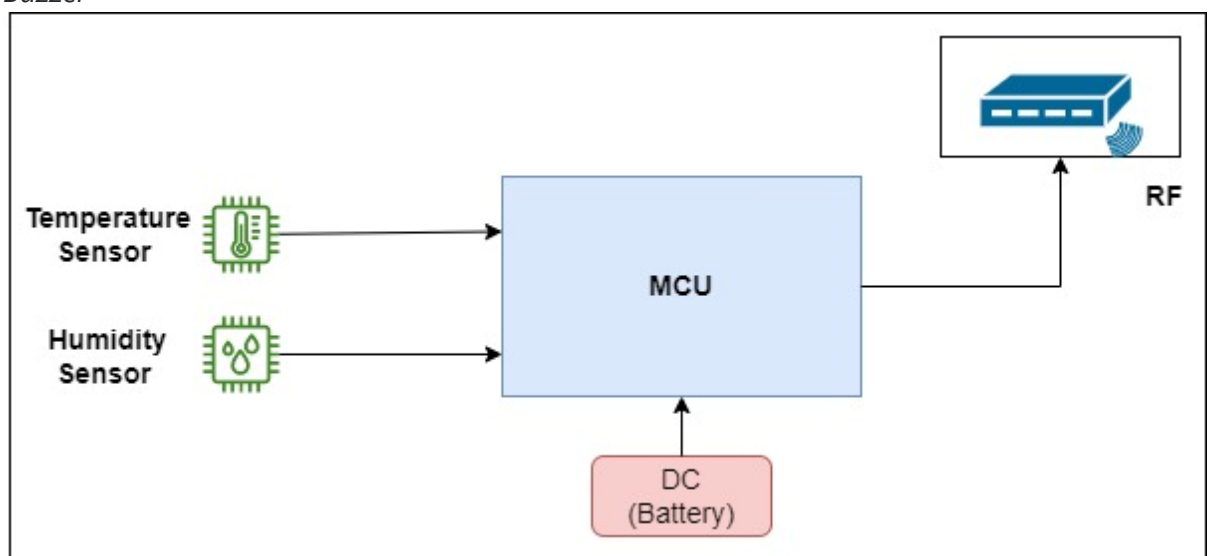 Buzzer
RF
Temperature
Sensor
MCU
Humidity
Sensor
DC
(Battery)